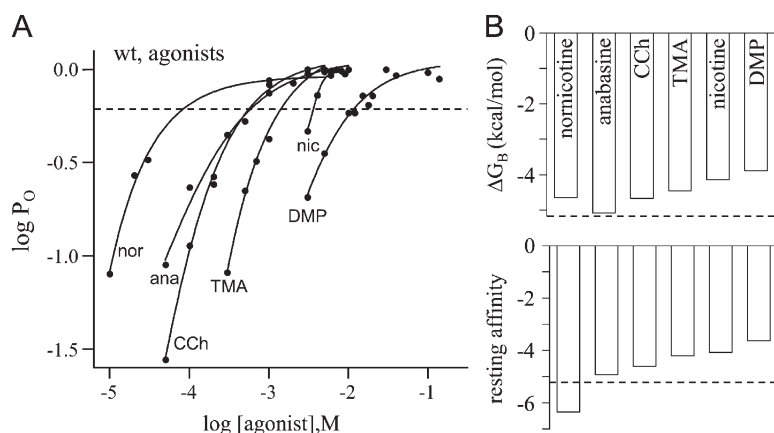 A
wt, agonists
0.0
-0.5
-1.0
-1.5
log P_O
nor
ana
CCh
TMA
nic
DMP
-5 -4 -3 -2 -1
log [agonist],M
B
0
-2
-4
ΔG_B (kcal/mol)
nornicotine
anabasine
CCh
TMA
nicotine
DMP
0
-2
-4
-6
resting affinity